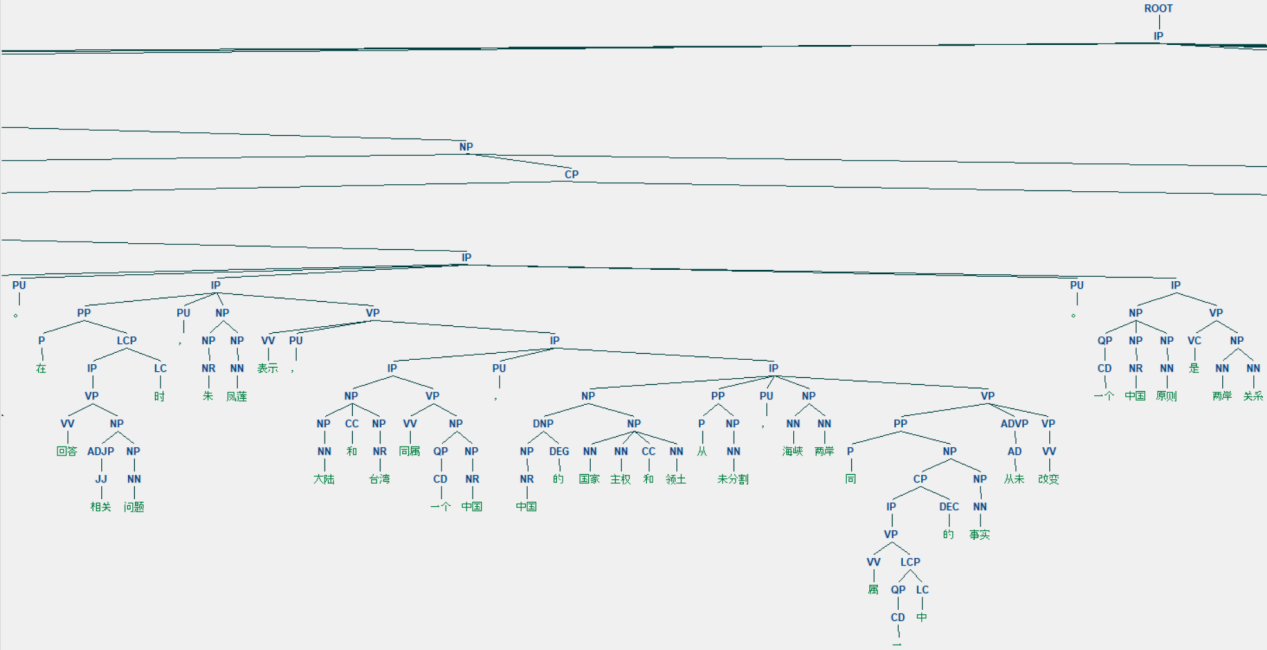 ROOT
IP
NP
CP
IP
PU IP PU IP
。 PP PU NP VP 。 NP VP
P LCP , NP NP VV PU IP QP NP NP VC NP
在 IP LC NR NN 表示 , IP PU IP CD NR NN 是 NN NN
VP 时 朱 凤莲 NP VP , NP PP PU NP VP 一个 中国 原则 两岸 关系
VV NP NP CC NP VV NP DNP NP P NP , NN NN PP ADVP VP
回答 ADJP NP NN 和 NR 同属 QP NP NP DEG NN NN CC NN 从 NN 海峡 两岸 P NP AD VV
JJ NN 大陆 台湾 CD NR NR 的 国家 主权 和 领土 未分割 同 CP NP 从未 改变
相关 问题 一个 中国 中国 IP DEC NN
VP 的 事实
VV LCP
属 QP LC
CD 中
一